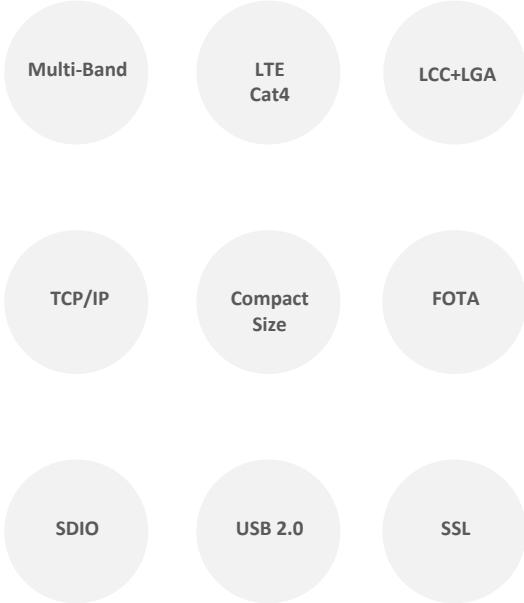 Multi-Band
LTE
Cat4
LCC+LGA
TCP/IP
Compact
Size
FOTA
SDIO
USB 2.0
SSL